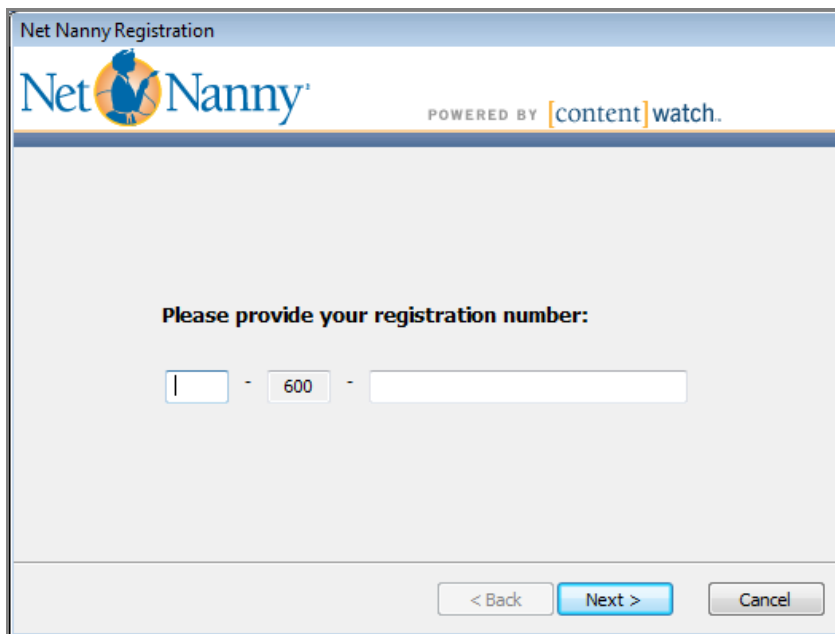 Net Nanny Registration
Net Nanny
POWERED BY [content]watch
Please provide your registration number:
- 600 -
< Back Next > Cancel